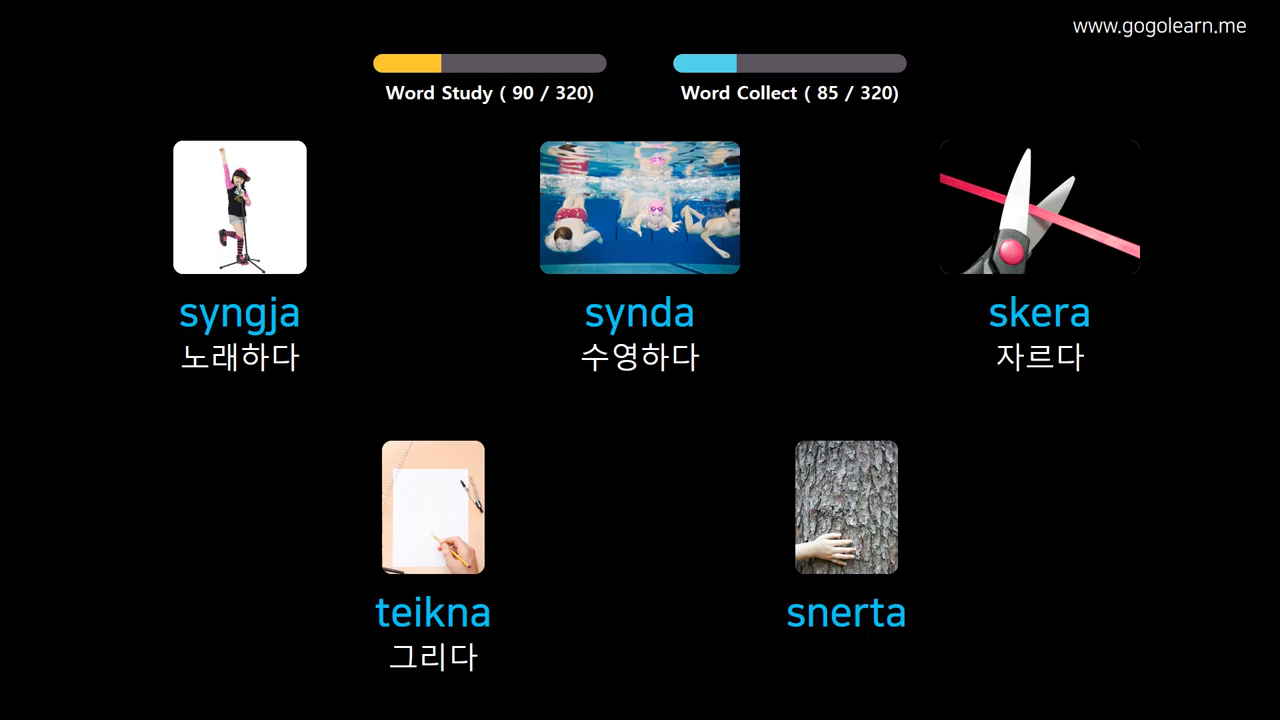 www.gogolearn.me
Word Study ( 90 / 320)
Word Collect ( 85 / 320)
syngja
노래하다
synda
수영하다
skera
자르다
teikna
그리다
snerta